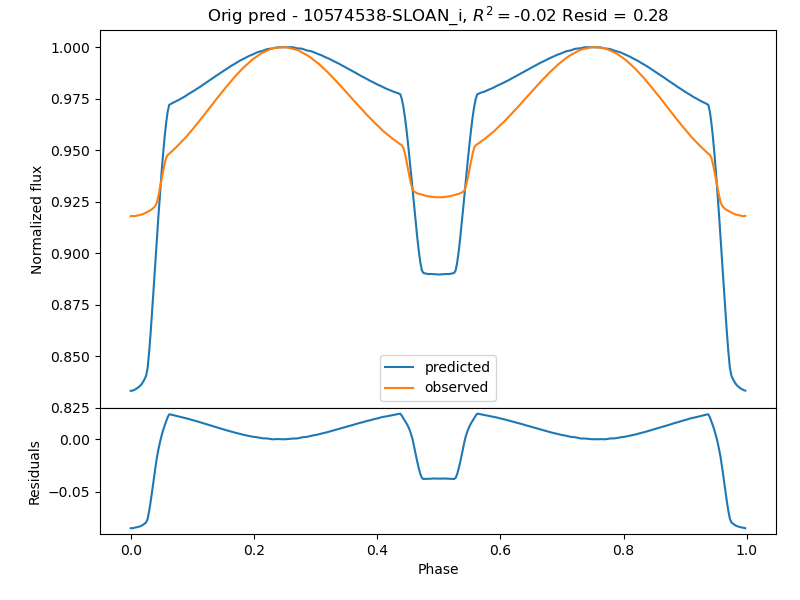 Orig pred - 10574538-SLOAN_i, $R^2=$-0.02 Resid = 0.28
1.000
0.975
0.950
0.925
0.900
0.875
0.850
0.825
Normalized flux
predicted
observed
0.00
−0.05
Residuals
0.0 0.2 0.4 0.6 0.8 1.0
Phase